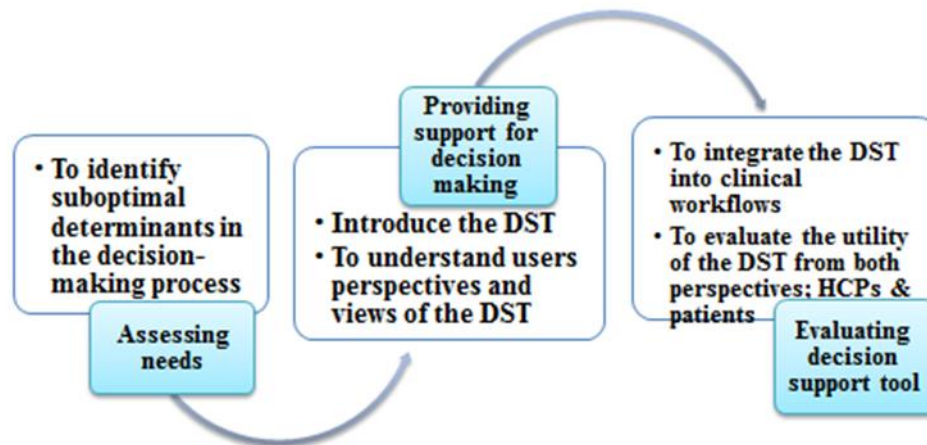 • To identify
suboptimal
determinants in
the decision-
making process
Assessing
needs
Providing
support for
decision
making
• Introduce the DST
• To understand users
perspectives and
views of the DST
• To integrate the DST
into clinical
workflows
• To evaluate the utility
of the DST from both
perspectives; HCPs &
patients
Evaluating
decision
support tool